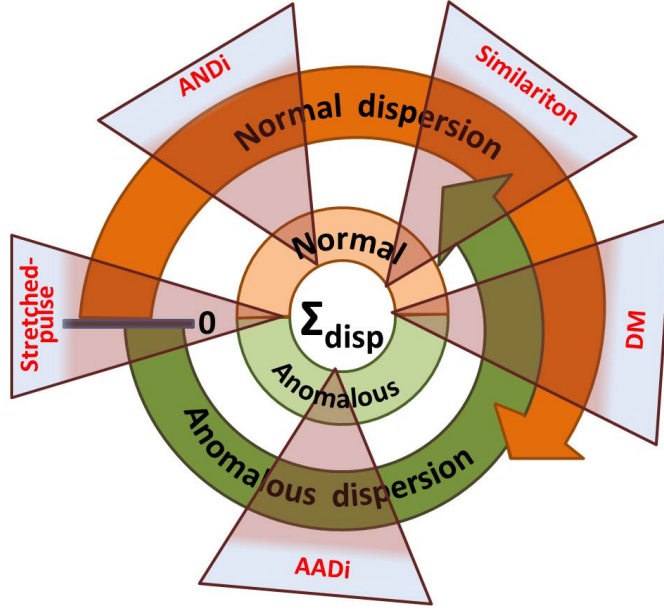 ANDi
Similariton
Normal dispersion
Normal
Stretched-
pulse
0
Σdisp
DM
Anomalous
Anomalous dispersion
AADi